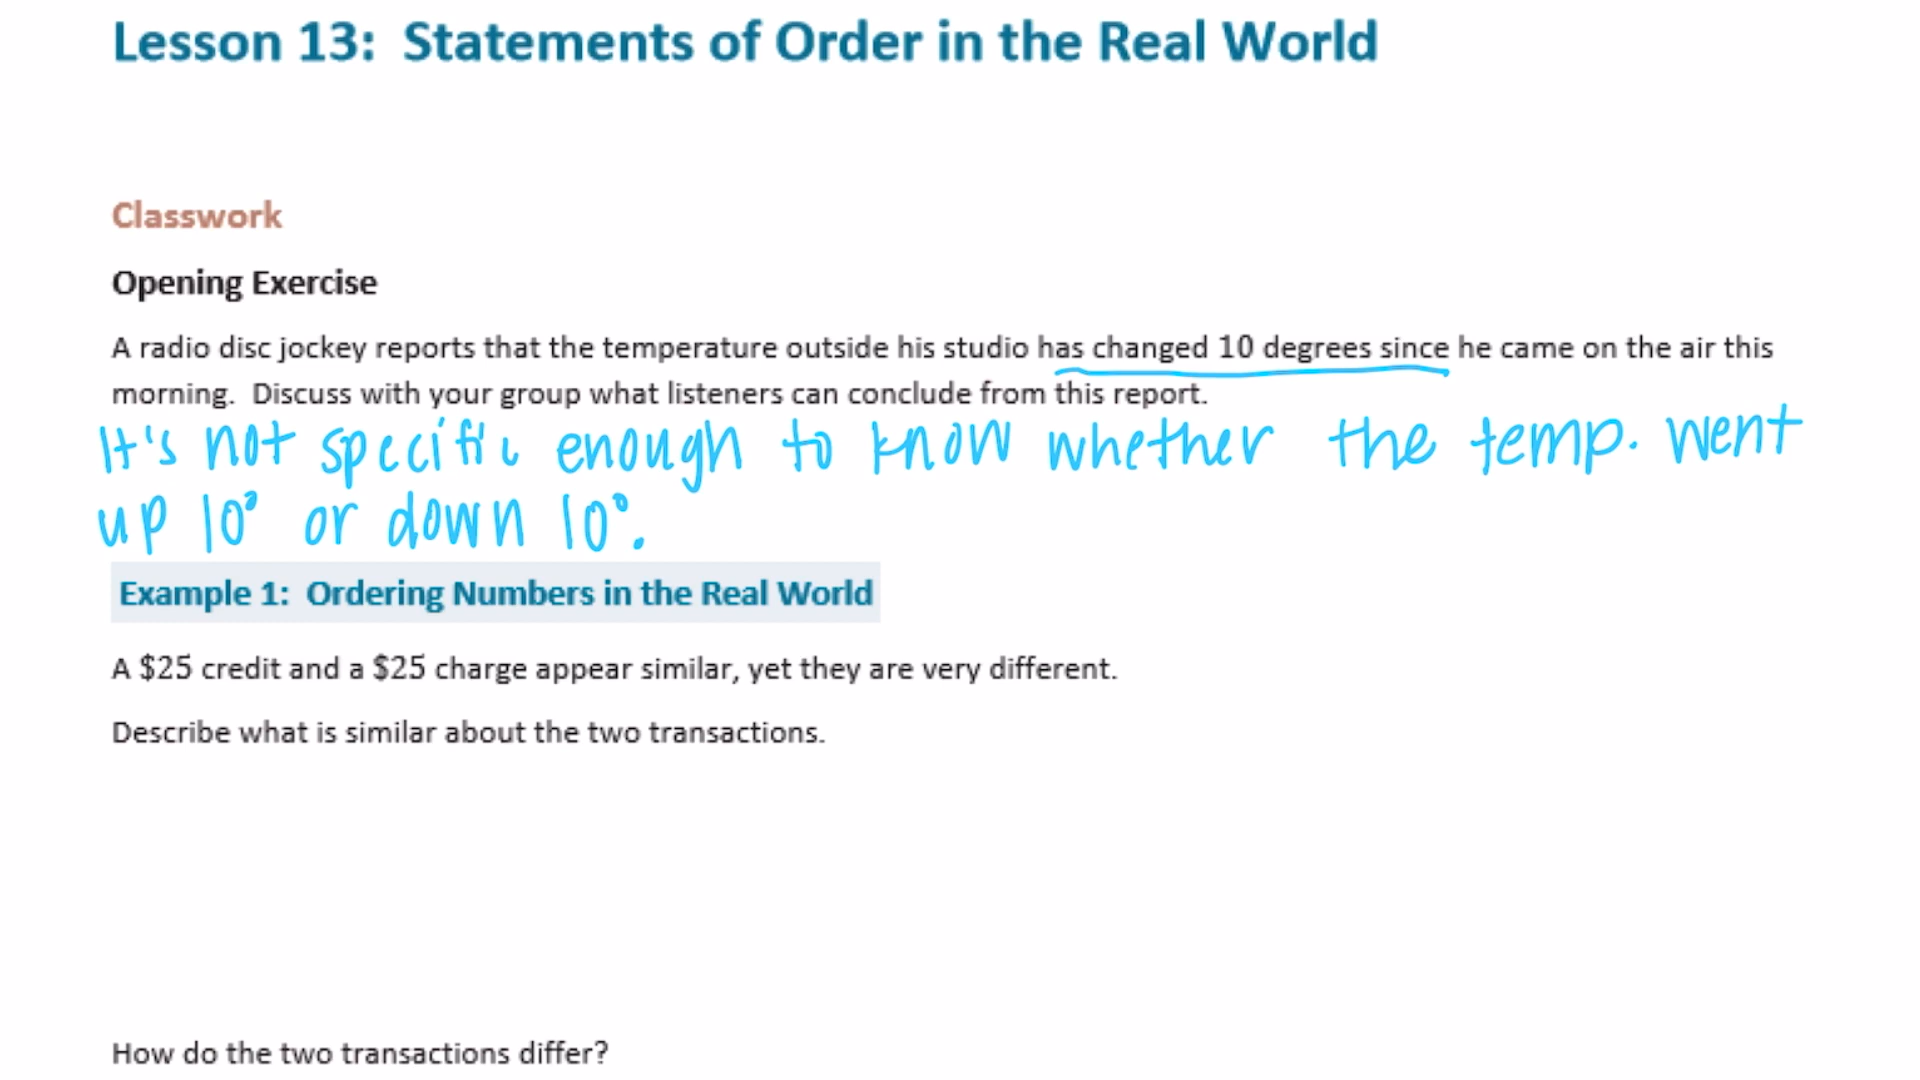 Lesson 13: Statements of Order in the Real World
Classwork
Opening Exercise
A radio disc jockey reports that the temperature outside his studio has changed 10 degrees since he came on the air this
morning. Discuss with your group what listeners can conclude from this report.
It's not specific enough to know whether the temp. went
up 10° or down 10°.
Example 1: Ordering Numbers in the Real World
A $25 credit and a $25 charge appear similar, yet they are very different.
Describe what is similar about the two transactions.
How do the two transactions differ?